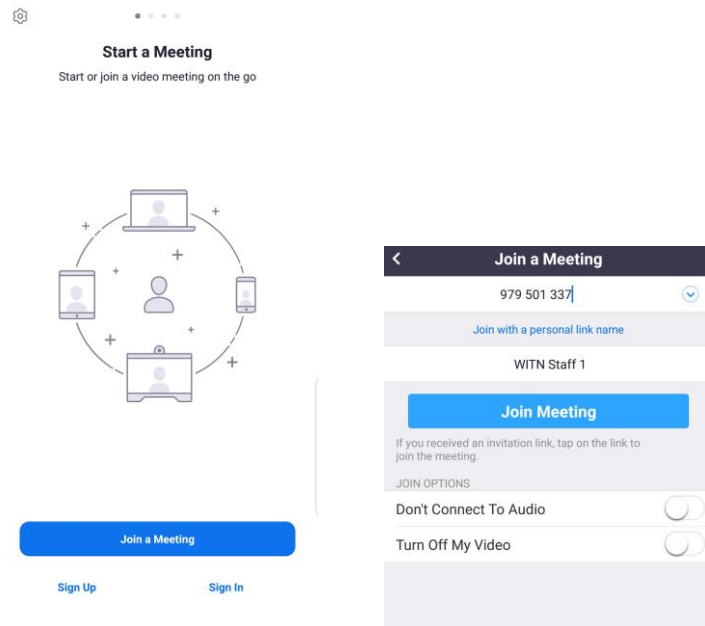 Start a Meeting
Start or join a video meeting on the go
Join a Meeting
Sign Up
Sign In
Join a Meeting
979 501 337
Join with a personal link name
WITN Staff 1
Join Meeting
If you received an invitation link, tap on the link to
join the meeting.
JOIN OPTIONS
Don't Connect To Audio
Turn Off My Video